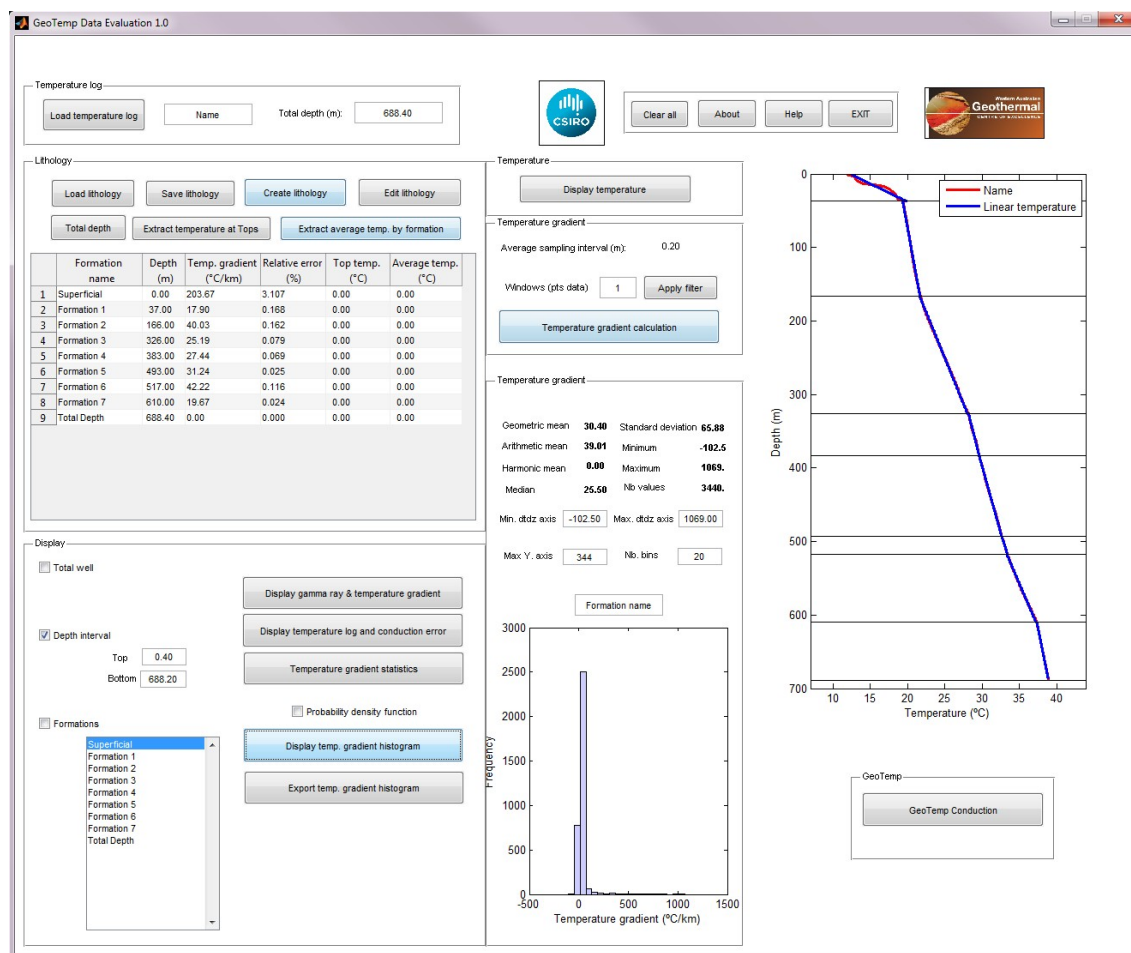 GeoTemp Data Evaluation 1.0
Temperature log
Load temperature log
Name
Total depth (m):
688.40
CSIRO
Clear all
About
Help
EXIT
Western Australian
Geothermal
CENTRE OF EXCELLENCE
Lithology
Load lithology
Save lithology
Create lithology
Edit lithology
Total depth
Extract temperature at Tops
Extract average temp. by formation
Formation name Depth (m) Temp. gradient (°C/km) Relative error (%) Top temp. (°C) Average temp. (°C)
1 Superficial 0.00 203.67 3.107 0.00 0.00
2 Formation 1 37.00 17.90 0.168 0.00 0.00
3 Formation 2 166.00 40.03 0.162 0.00 0.00
4 Formation 3 326.00 25.19 0.079 0.00 0.00
5 Formation 4 383.00 27.44 0.069 0.00 0.00
6 Formation 5 493.00 31.24 0.025 0.00 0.00
7 Formation 6 517.00 42.22 0.116 0.00 0.00
8 Formation 7 610.00 19.67 0.024 0.00 0.00
9 Total Depth 688.40 0.00 0.000 0.00 0.00
Temperature
Display temperature
Temperature gradient
Average sampling interval (m): 0.20
Windows (pts data) 1 Apply filter
Temperature gradient calculation
Temperature gradient
Geometric mean 30.40 Standard deviation 65.88
Arithmetic mean 39.01 Minimum -102.5
Harmonic mean 0.00 Maximum 1069.
Median 25.50 Nb values 3440.
Min. dtdz axis -102.50 Max. dtdz axis 1069.00
Max Y. axis 344 Nb. bins 20
Formation name
3000
2500
2000
1500
1000
500
0
Frequency
-500 0 500 1000 1500
Temperature gradient (ºC/km)
Display
Total well
Depth interval
Top 0.40
Bottom 688.20
Formations
Superficial
Formation 1
Formation 2
Formation 3
Formation 4
Formation 5
Formation 6
Formation 7
Total Depth
Display gamma ray & temperature gradient
Display temperature log and conduction error
Temperature gradient statistics
Probability density function
Display temp. gradient histogram
Export temp. gradient histogram
Name
Linear temperature
0
100
200
300
400
500
600
700
Depth (m)
10 15 20 25 30 35 40
Temperature (ºC)
GeoTemp
GeoTemp Conduction